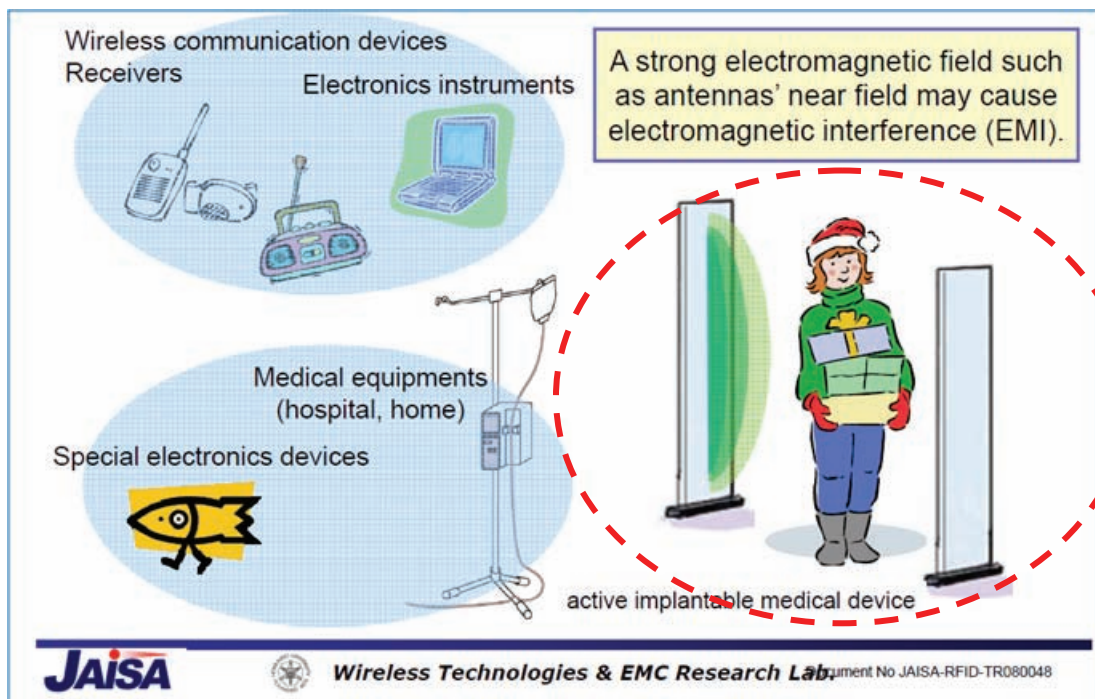 Wireless communication devices
Receivers
Electronics instruments
A strong electromagnetic field such
as antennas' near field may cause
electromagnetic interference (EMI).
Medical equipments
(hospital, home)
Special electronics devices
active implantable medical device
JAISA
Wireless Technologies & EMC Research Lab.
ument No JAISA-RFID-TR080048